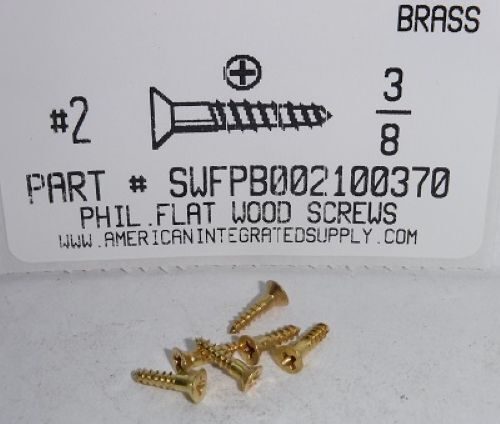 BRASS
#2
3
8
PART # SWFPB002100370
PHIL.FLAT WOOD SCREWS
WWW.AMERICANINTEGRATEDSUPPLY.COM